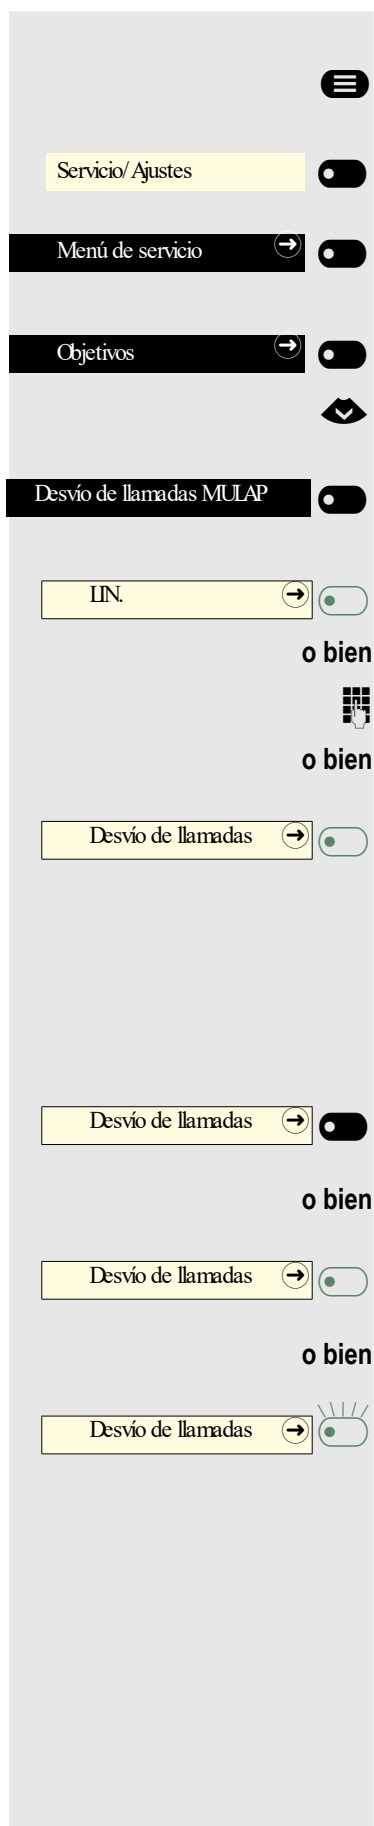 Servicio/Ajustes
Menú de servicio
Objetivos
Desvío de llamadas MULAP
LIN.
o bien
o bien
Desvío de llamadas
Desvío de llamadas
o bien
Desvío de llamadas
o bien
Desvío de llamadas